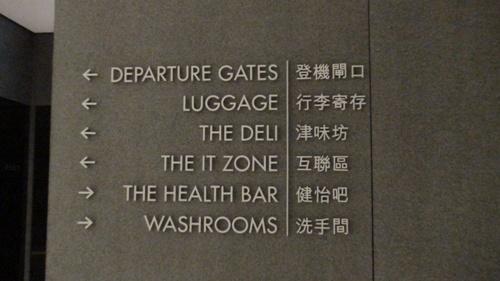 ← DEPARTURE GATES 登機閘口
← LUGGAGE 行李寄存
← THE DELI 津味坊
← THE IT ZONE 互聯區
→ THE HEALTH BAR 健怡吧
→ WASHROOMS 洗手間